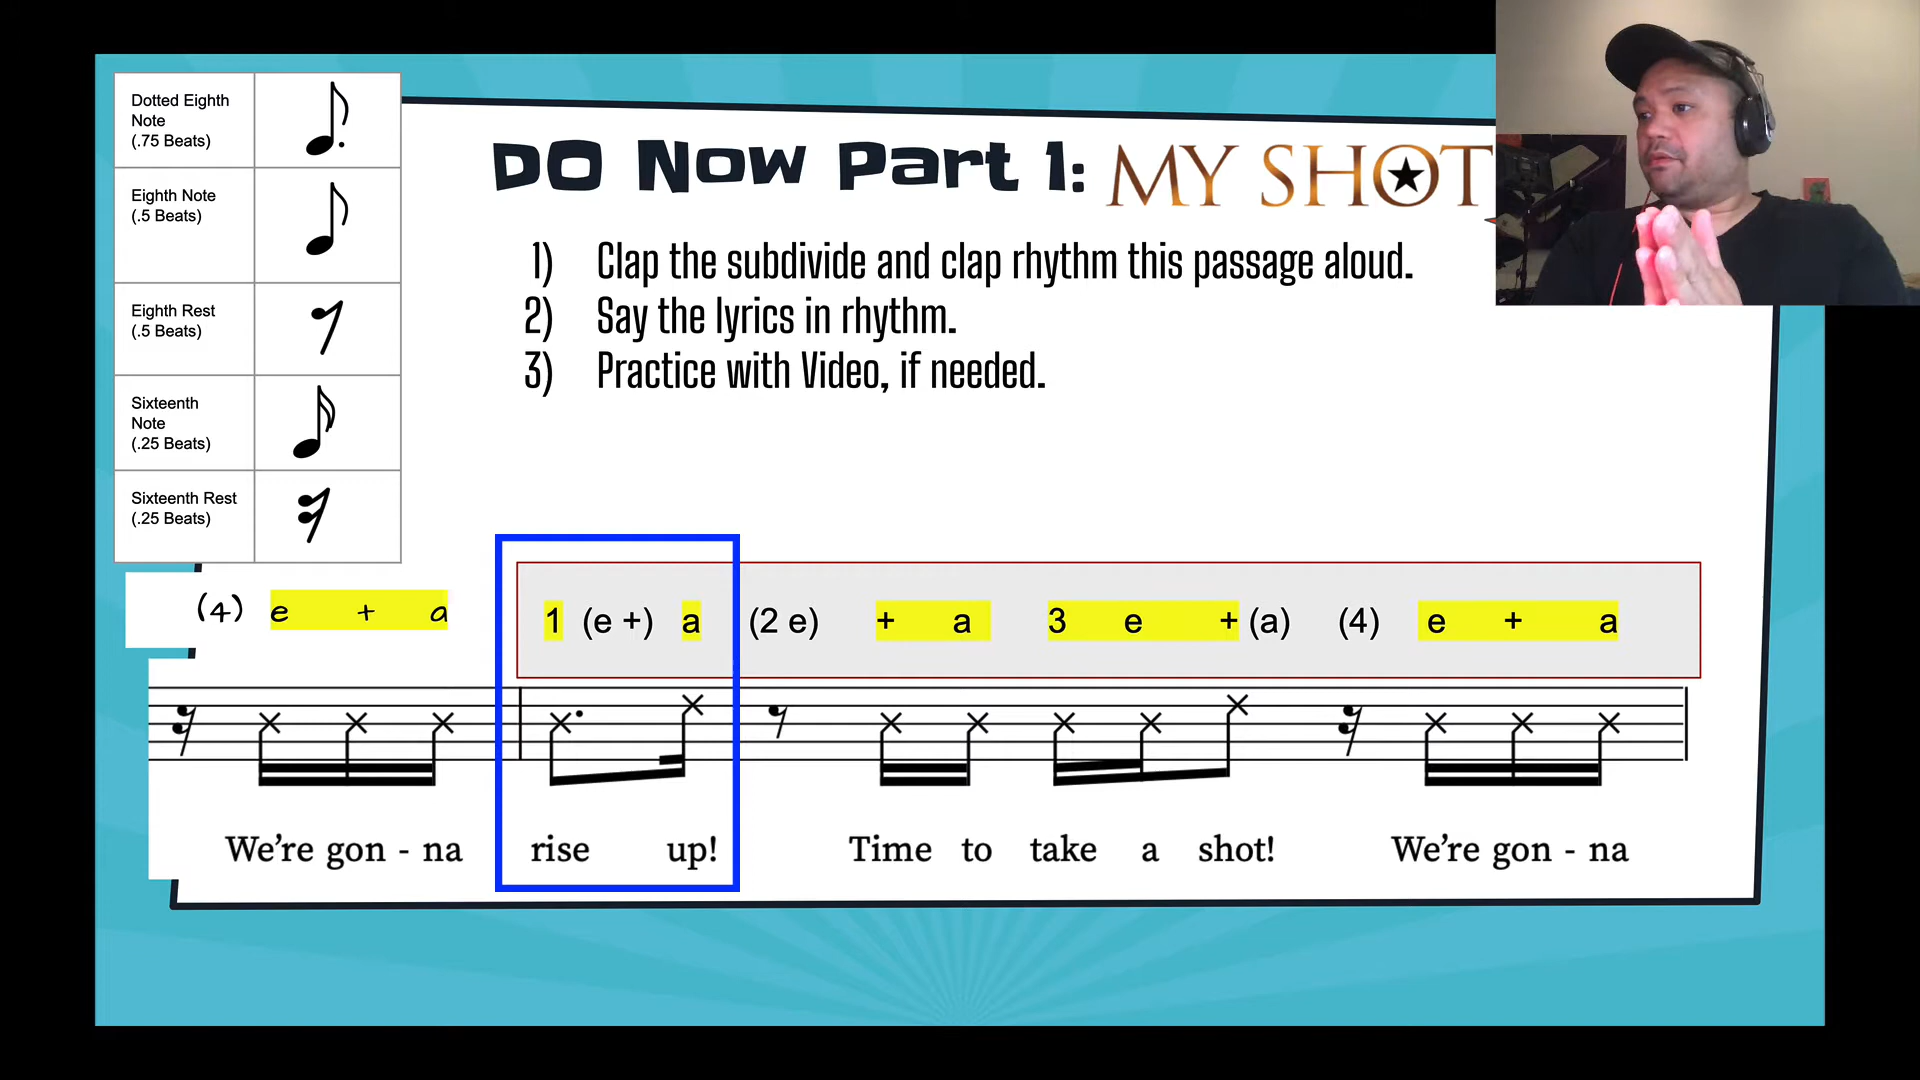 Dotted Eighth
Note
(.75 Beats)
Eighth Note
(.5 Beats)
Eighth Rest
(.5 Beats)
Sixteenth
Note
(.25 Beats)
Sixteenth Rest
(.25 Beats)
DO Now Part 1: MY SHOT
1) Clap the subdivide and clap rhythm this passage aloud.
2) Say the lyrics in rhythm.
3) Practice with Video, if needed.
(4) e + a 1 (e +) a (2 e) + a 3 e + (a) (4) e + a
We're gon - na rise up! Time to take a shot! We're gon - na